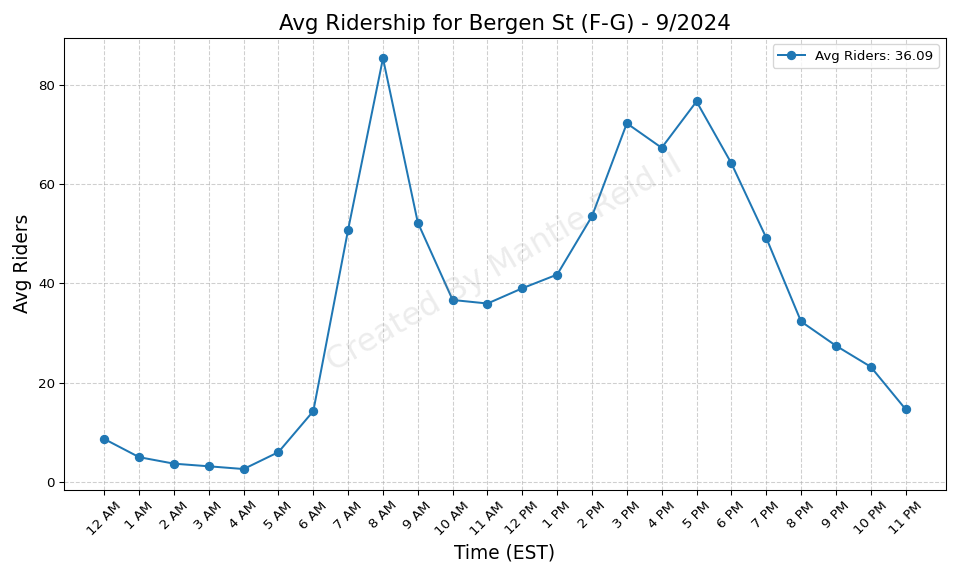 Avg Ridership for Bergen St (F-G) - 9/2024
Avg Riders: 36.09
Avg Riders
80
60
40
20
0
Created By Mantie Reid II
12 AM
1 AM
2 AM
3 AM
4 AM
5 AM
6 AM
7 AM
8 AM
9 AM
10 AM
11 AM
12 PM
1 PM
2 PM
3 PM
4 PM
5 PM
6 PM
7 PM
8 PM
9 PM
10 PM
11 PM
Time (EST)